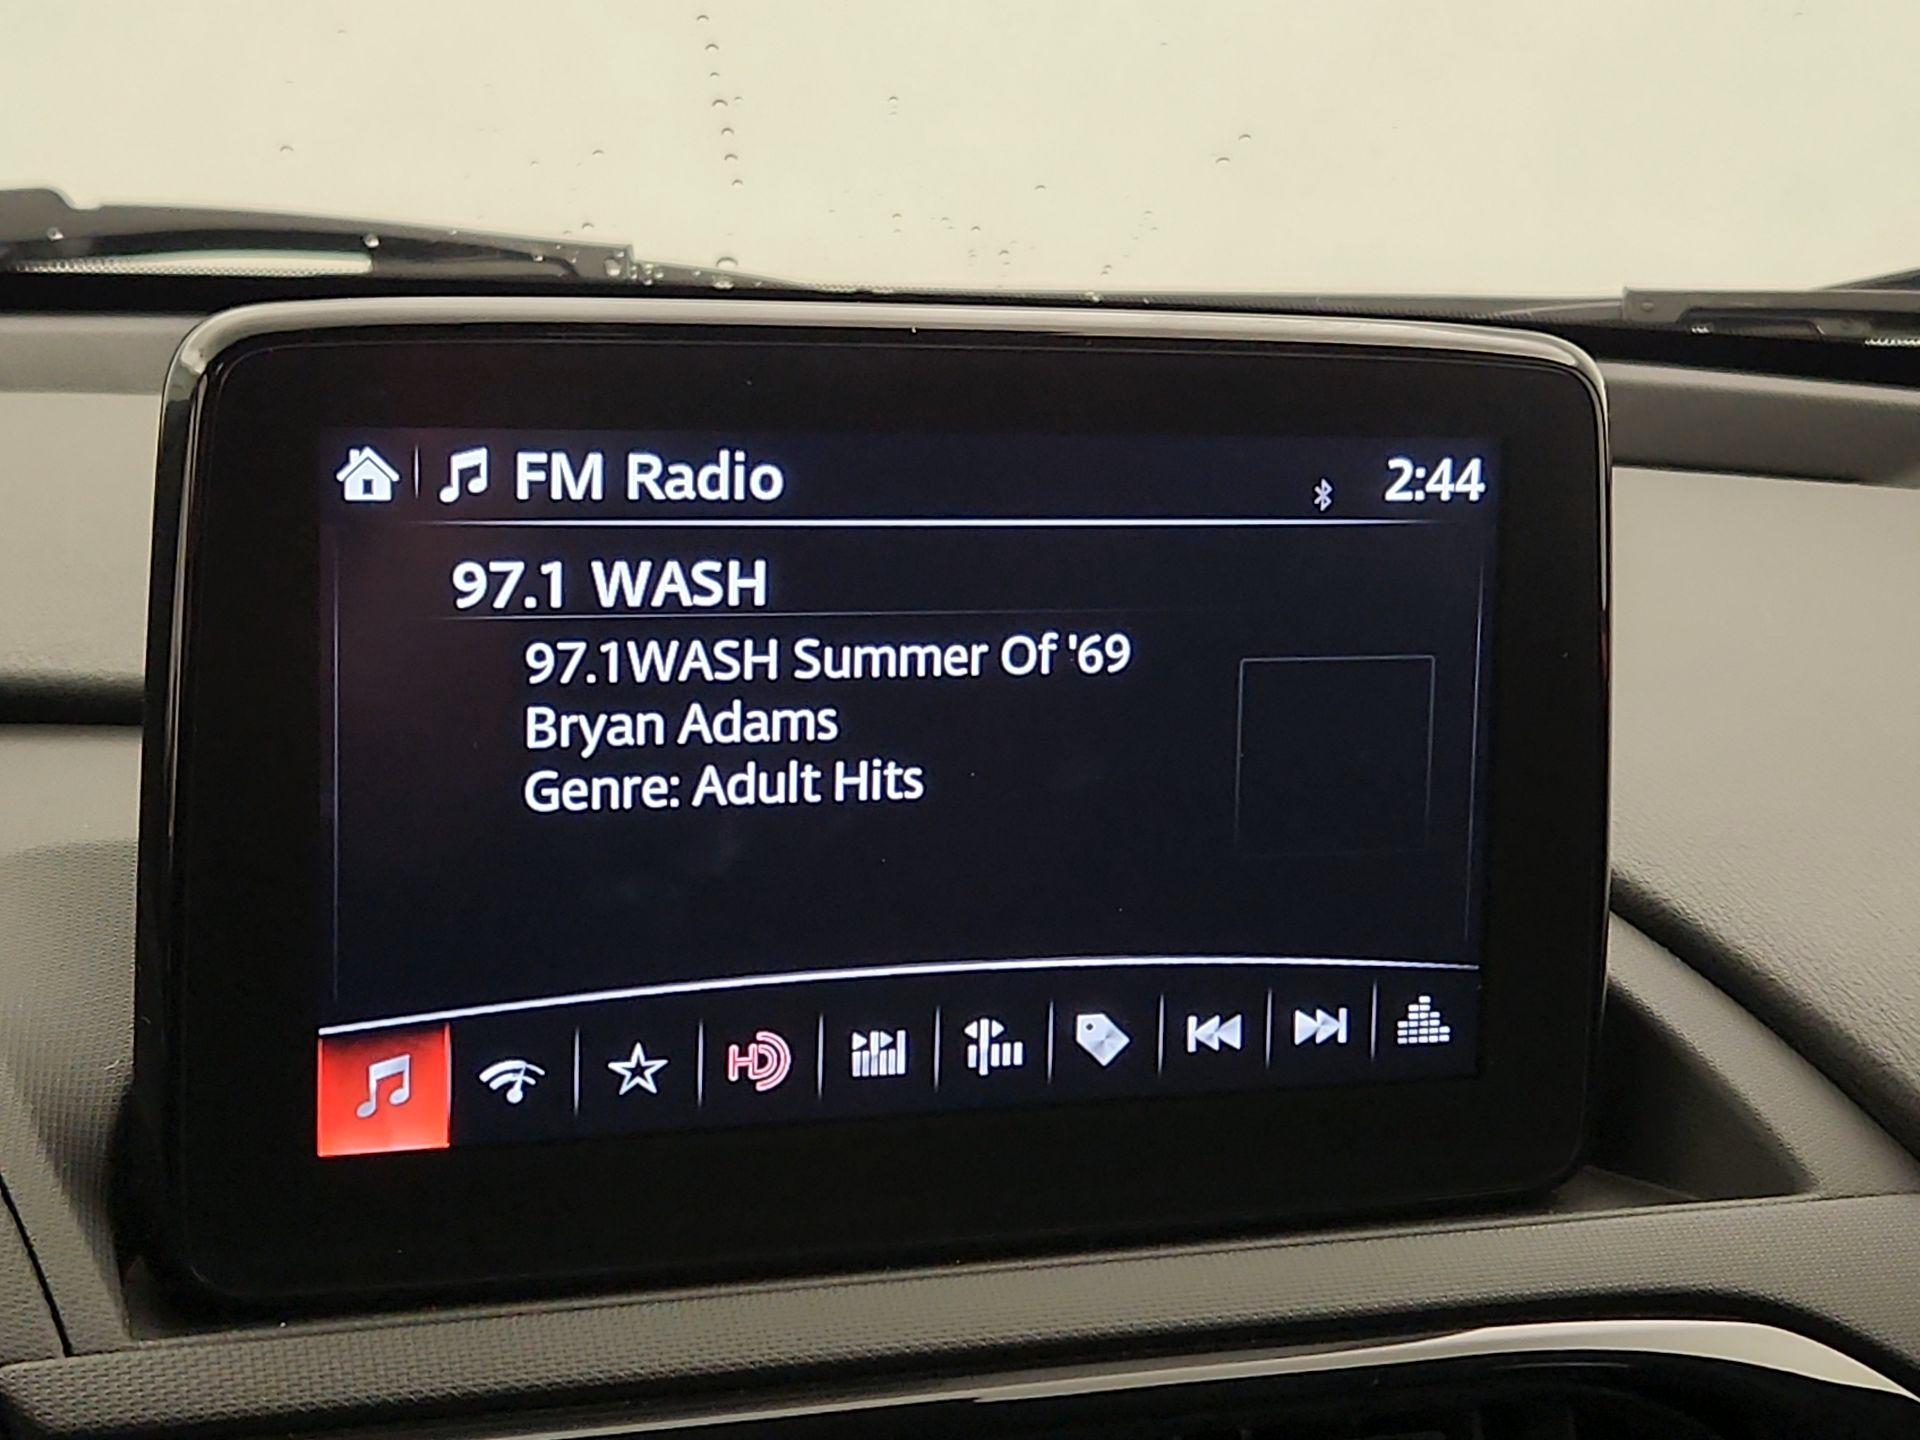 FM Radio
2:44
97.1 WASH
97.1WASH Summer Of '69
Bryan Adams
Genre: Adult Hits
HD